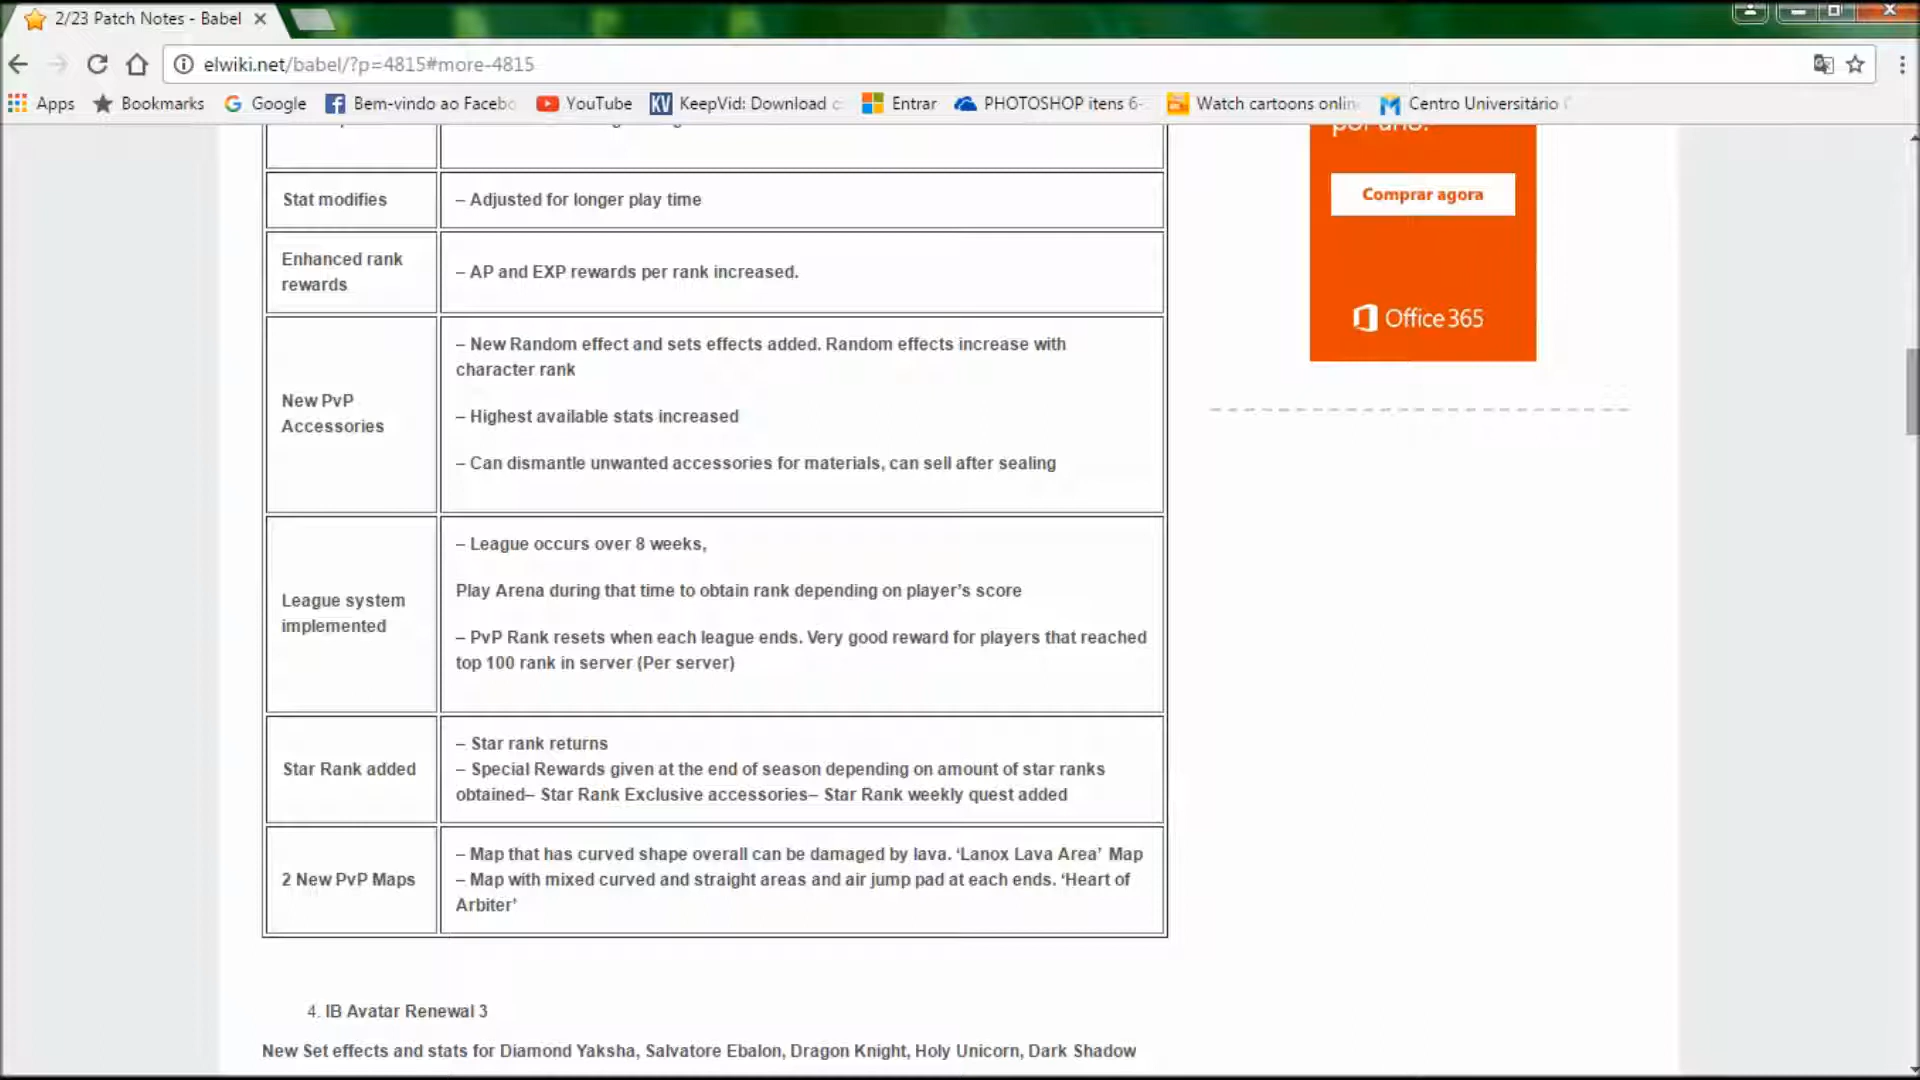 2/23 Patch Notes - Babel
elwiki.net/babel/?p=4815#more-4815
Apps Bookmarks Google Bem-vindo ao Facebo YouTube KeepVid: Download Entrar PHOTOSHOP itens 6- Watch cartoons onlin Centro Universitário
por ano.
Comprar agora
Office 365
Stat modifies
– Adjusted for longer play time
Enhanced rank
rewards
– AP and EXP rewards per rank increased.
New PvP
Accessories
– New Random effect and sets effects added. Random effects increase with
character rank
– Highest available stats increased
– Can dismantle unwanted accessories for materials, can sell after sealing
League system
implemented
– League occurs over 8 weeks,
Play Arena during that time to obtain rank depending on player’s score
– PvP Rank resets when each league ends. Very good reward for players that reached
top 100 rank in server (Per server)
Star Rank added
– Star rank returns
– Special Rewards given at the end of season depending on amount of star ranks
obtained– Star Rank Exclusive accessories– Star Rank weekly quest added
2 New PvP Maps
– Map that has curved shape overall can be damaged by lava. ‘Lanox Lava Area’ Map
– Map with mixed curved and straight areas and air jump pad at each ends. ‘Heart of
Arbiter’
4. IB Avatar Renewal 3
New Set effects and stats for Diamond Yaksha, Salvatore Ebalon, Dragon Knight, Holy Unicorn, Dark Shadow